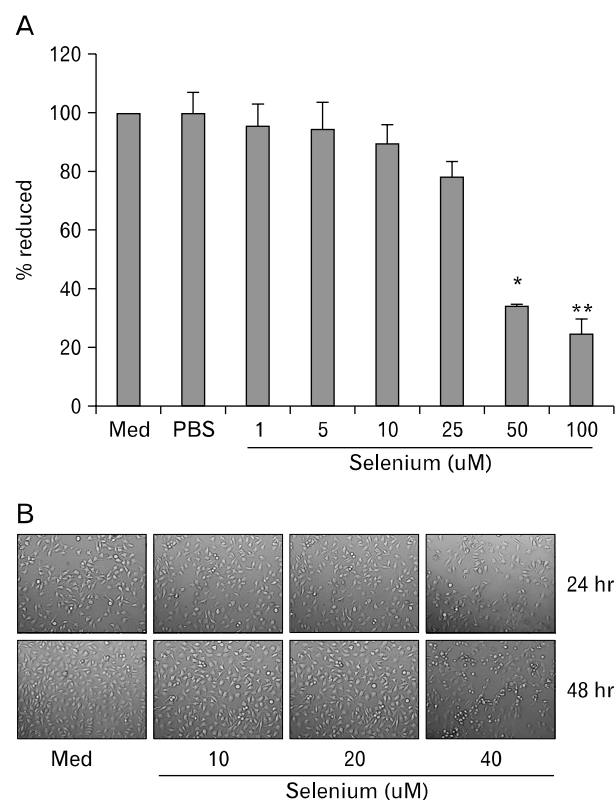 A
120
100
80
60
40
20
0
% reduced
*
**
Med PBS 1 5 10 25 50 100
Selenium (uM)
B
24 hr
48 hr
Med 10 20 40
Selenium (uM)